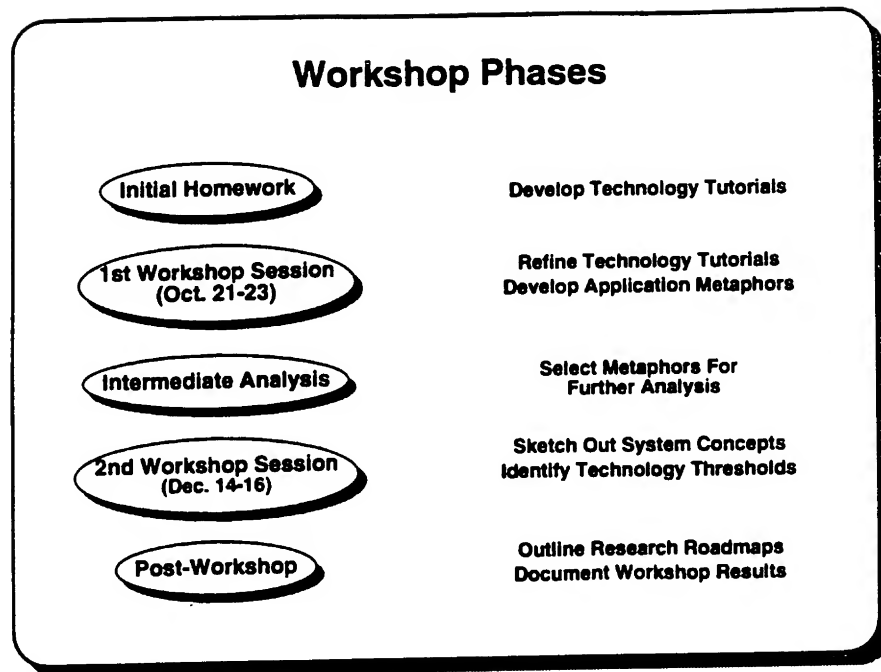 Workshop Phases
Initial Homework
Develop Technology Tutorials
1st Workshop Session
(Oct. 21-23)
Refine Technology Tutorials
Develop Application Metaphors
Intermediate Analysis
Select Metaphors For
Further Analysis
2nd Workshop Session
(Dec. 14-16)
Sketch Out System Concepts
Identify Technology Thresholds
Post-Workshop
Outline Research Roadmaps
Document Workshop Results